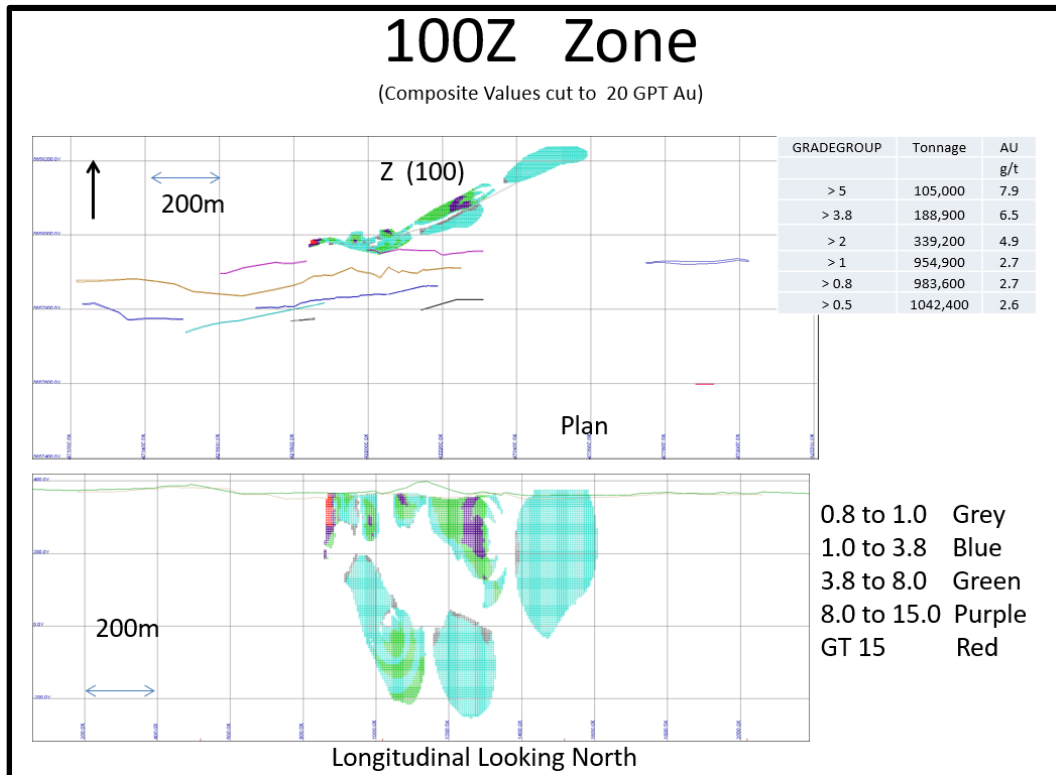 100Z Zone
(Composite Values cut to 20 GPT Au)
Z (100)
200m
Plan
GRADEGROUP Tonnage AU
g/t
> 5 105,000 7.9
> 3.8 188,900 6.5
> 2 339,200 4.9
> 1 954,900 2.7
> 0.8 983,600 2.7
> 0.5 1042,400 2.6
200m
0.8 to 1.0 Grey
1.0 to 3.8 Blue
3.8 to 8.0 Green
8.0 to 15.0 Purple
GT 15 Red
Longitudinal Looking North